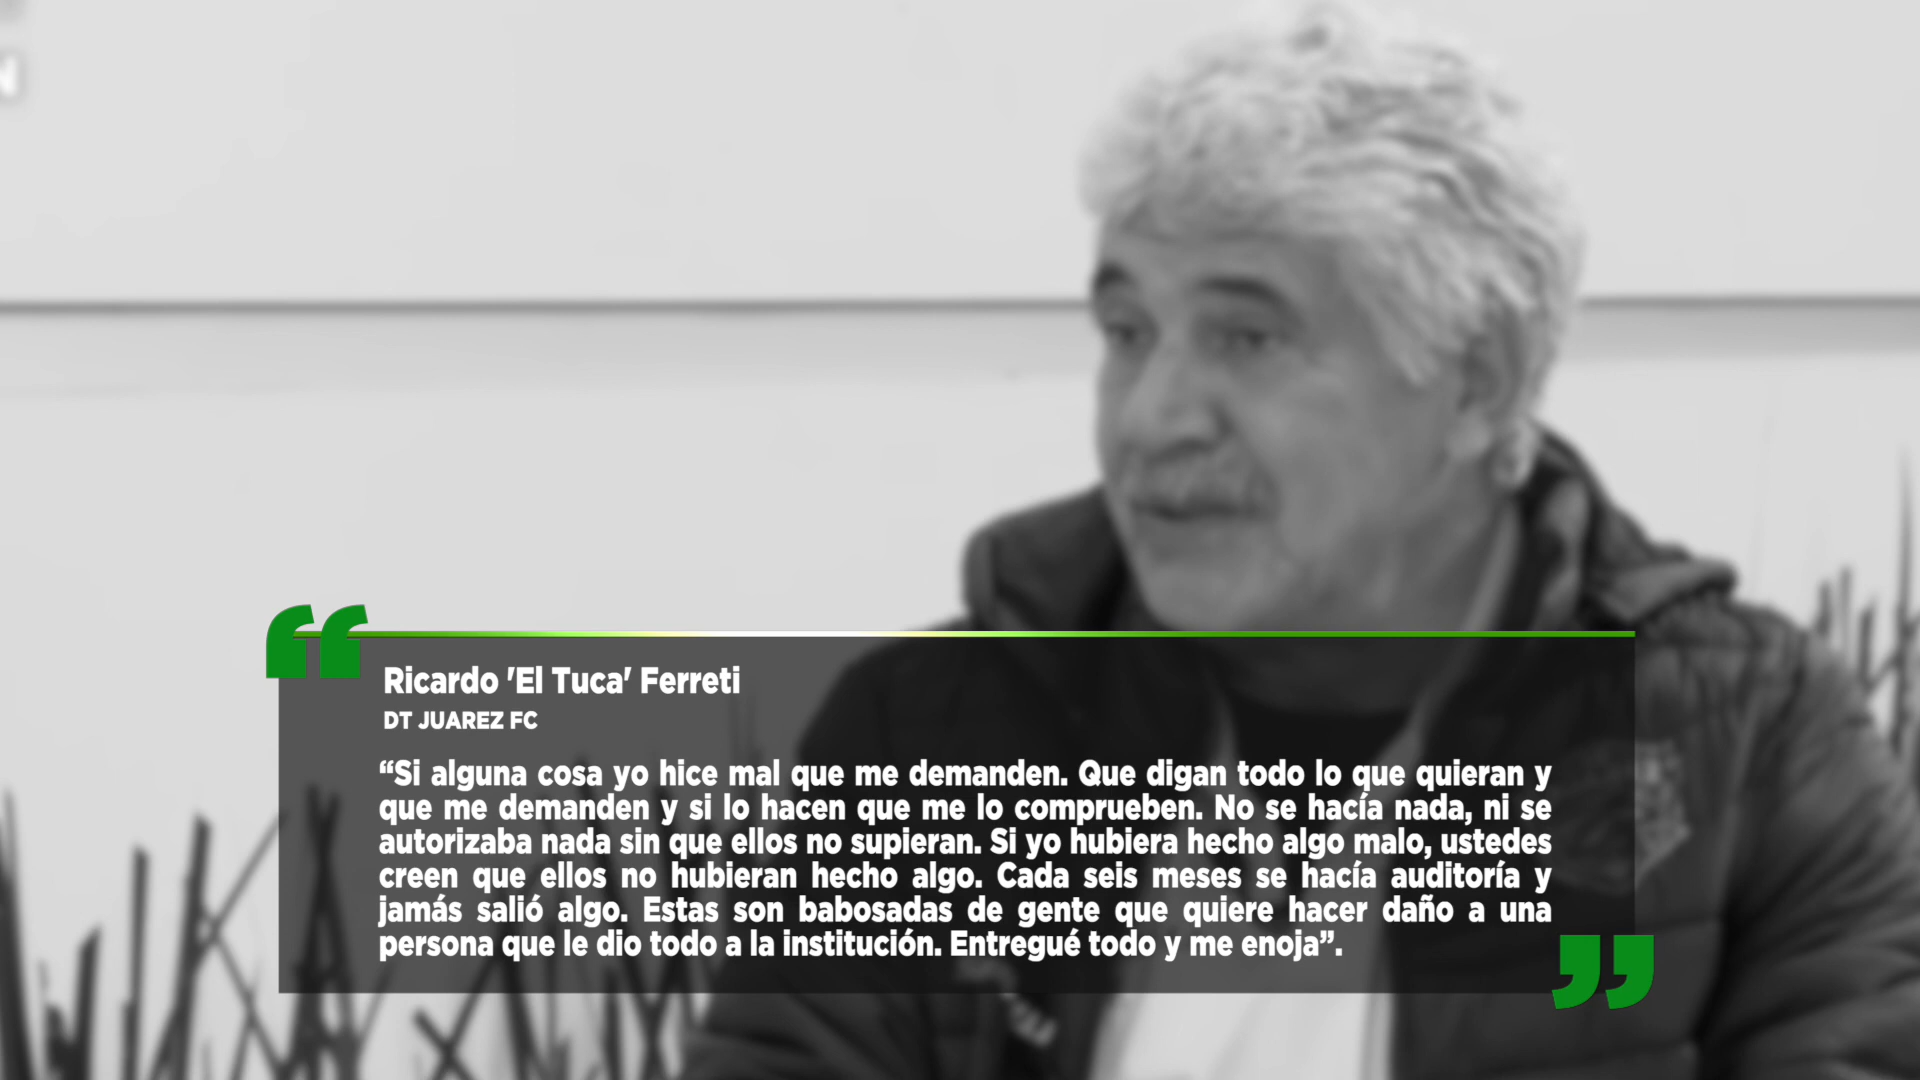 N
Ricardo 'El Tuca' Ferreti
DT JUAREZ FC
“Si alguna cosa yo hice mal que me demanden. Que digan todo lo que quieran y
que me demanden y si lo hacen que me lo comprueben. No se hacía nada, ni se
autorizaba nada sin que ellos no supieran. Si yo hubiera hecho algo malo, ustedes
creen que ellos no hubieran hecho algo. Cada seis meses se hacía auditoría y
jamás salió algo. Estas son babosadas de gente que quiere hacer daño a una
persona que le dio todo a la institución. Entregué todo y me enoja”.